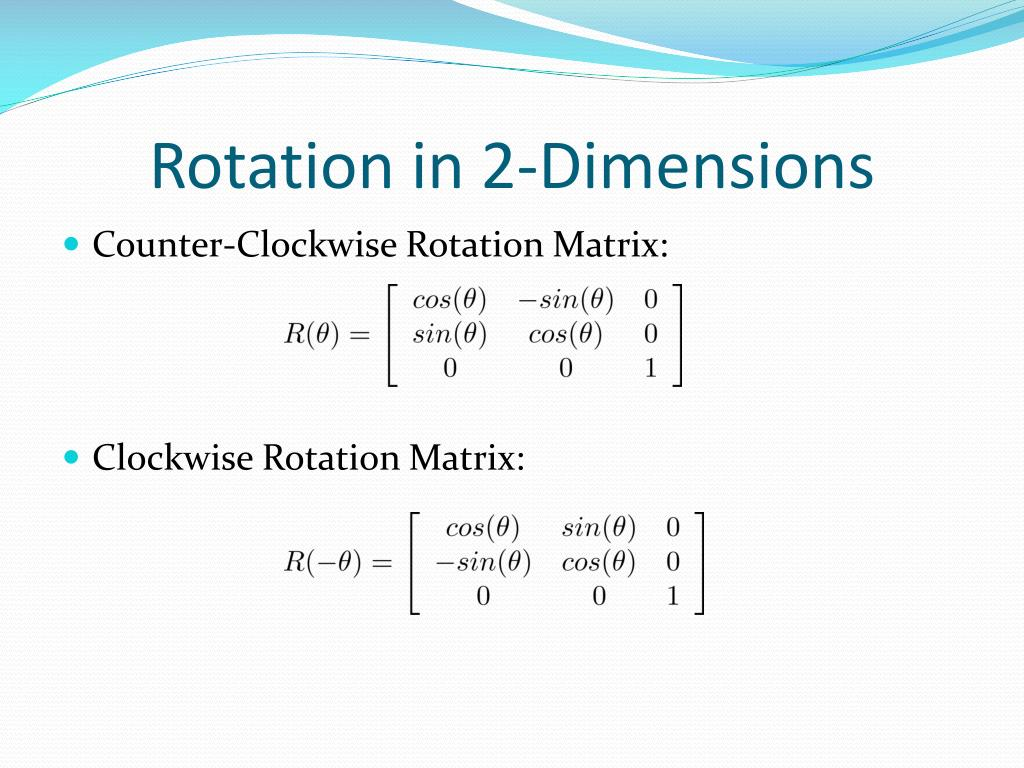 Rotation in 2-Dimensions
• Counter-Clockwise Rotation Matrix:
cos(θ) −sin(θ) 0
R(θ) = sin(θ) cos(θ) 0
0 0 1
• Clockwise Rotation Matrix:
cos(θ) sin(θ) 0
R(−θ) = −sin(θ) cos(θ) 0
0 0 1